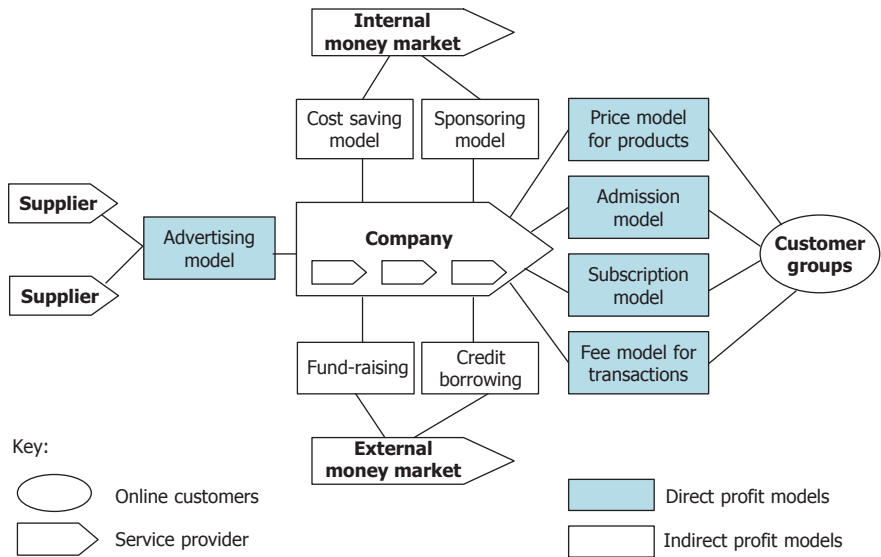 Internal
money market
Cost saving
model
Sponsoring
model
Price model
for products
Supplier
Advertising
model
Company
Admission
model
Customer
groups
Supplier
Subscription
model
Fund-raising
Credit
borrowing
Fee model for
transactions
External
money market
Key:
Online customers
Service provider
Direct profit models
Indirect profit models